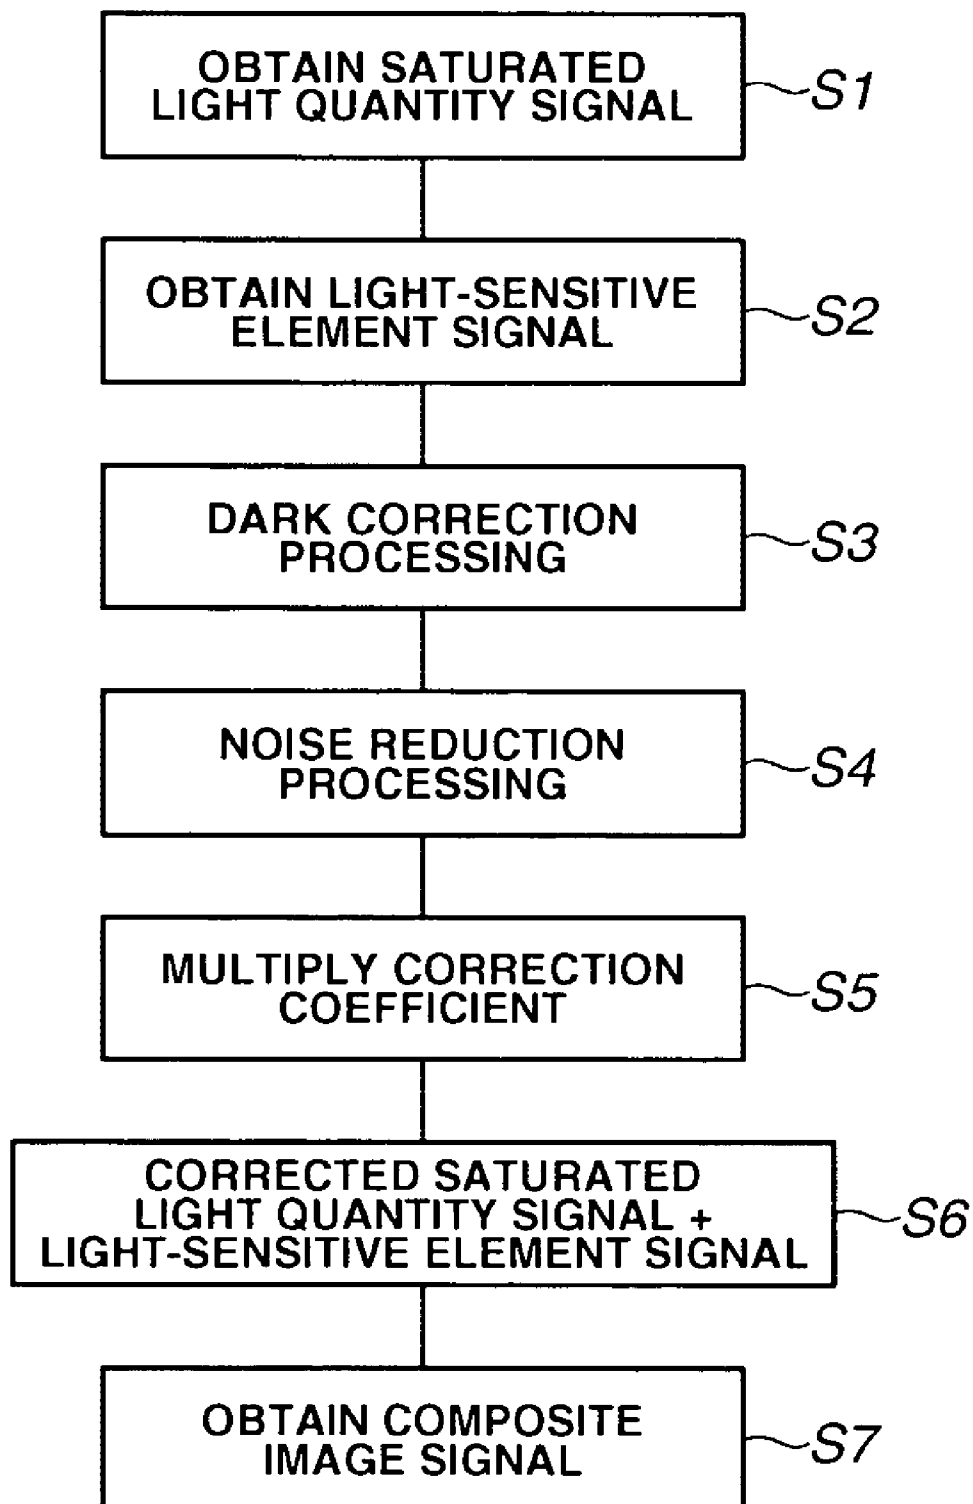 OBTAIN SATURATED
LIGHT QUANTITY SIGNAL
S1
OBTAIN LIGHT-SENSITIVE
ELEMENT SIGNAL
S2
DARK CORRECTION
PROCESSING
S3
NOISE REDUCTION
PROCESSING
S4
MULTIPLY CORRECTION
COEFFICIENT
S5
CORRECTED SATURATED
LIGHT QUANTITY SIGNAL +
LIGHT-SENSITIVE ELEMENT SIGNAL
S6
OBTAIN COMPOSITE
IMAGE SIGNAL
S7